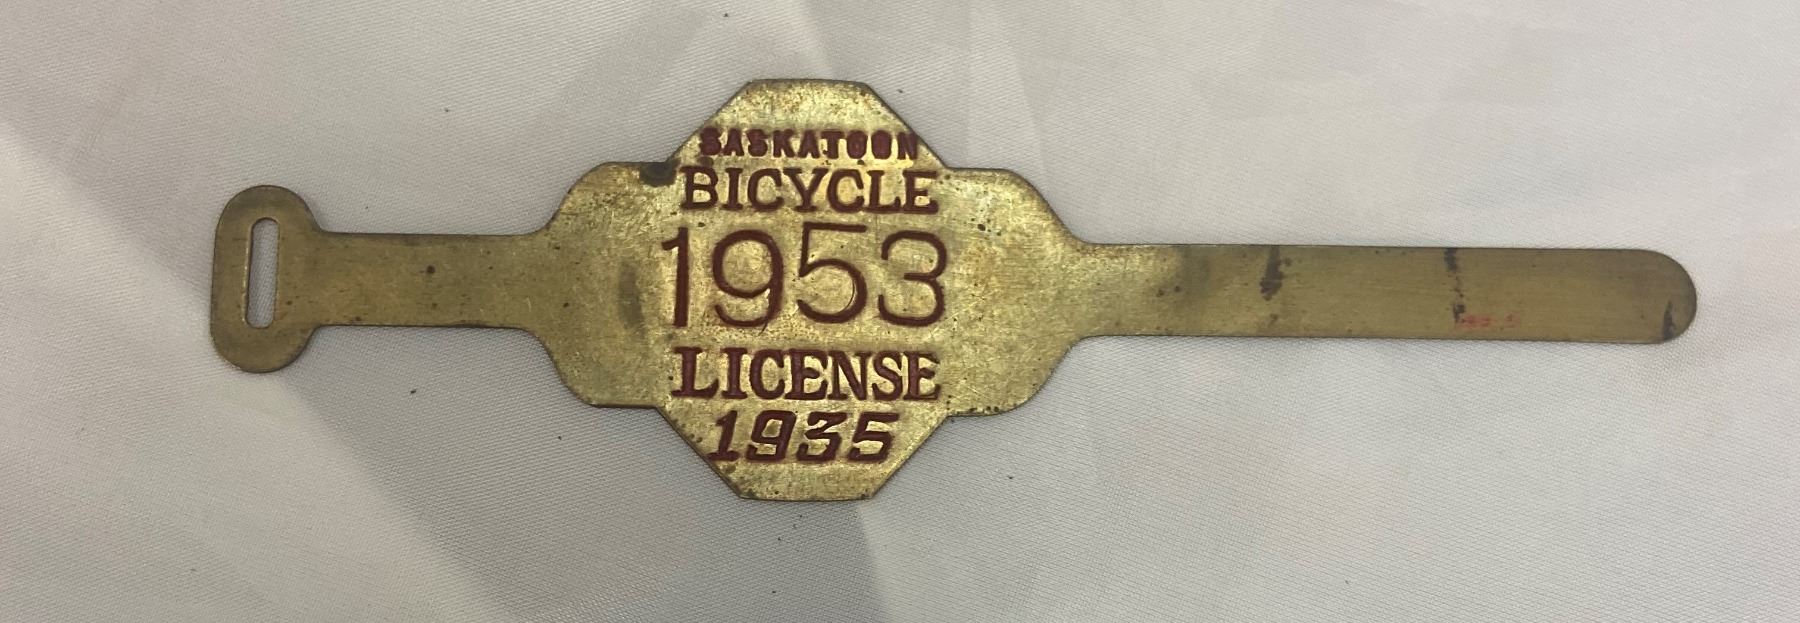 SASKATOON
BICYCLE
1953
LICENSE
1935